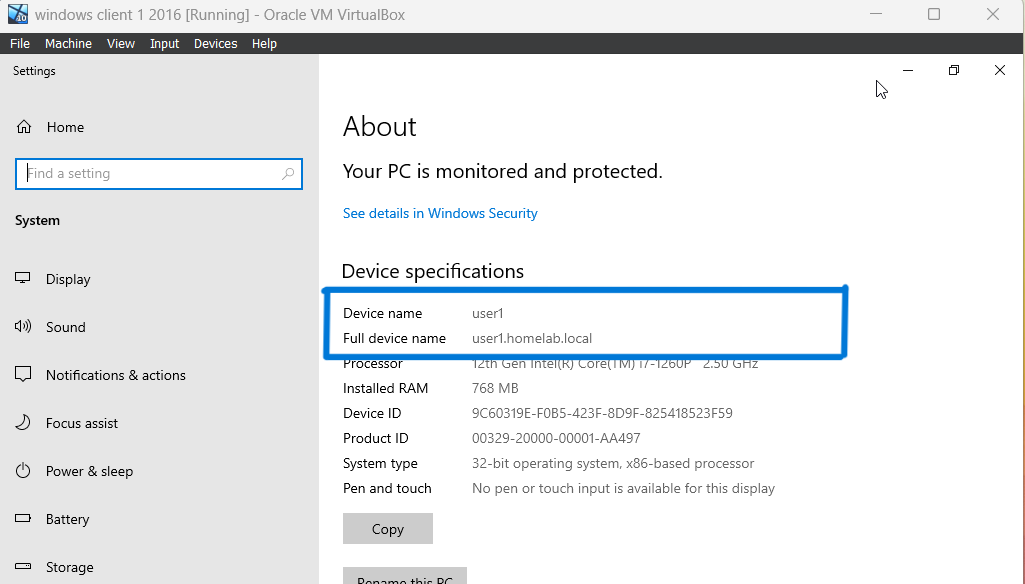 windows client 1 2016 [Running] - Oracle VM VirtualBox
File Machine View Input Devices Help
Settings
Home
Find a setting
System
Display
Sound
Notifications & actions
Focus assist
Power & sleep
Battery
Storage
About
Your PC is monitored and protected.
See details in Windows Security
Device specifications
Device name user1
Full device name user1.homelab.local
Processor 12th Gen Intel(R) Core(TM) i7-1260P 2.50 GHz
Installed RAM 768 MB
Device ID 9C60319E-F0B5-423F-8D9F-825418523F59
Product ID 00329-20000-00001-AA497
System type 32-bit operating system, x86-based processor
Pen and touch No pen or touch input is available for this display
Copy
Rename this PC